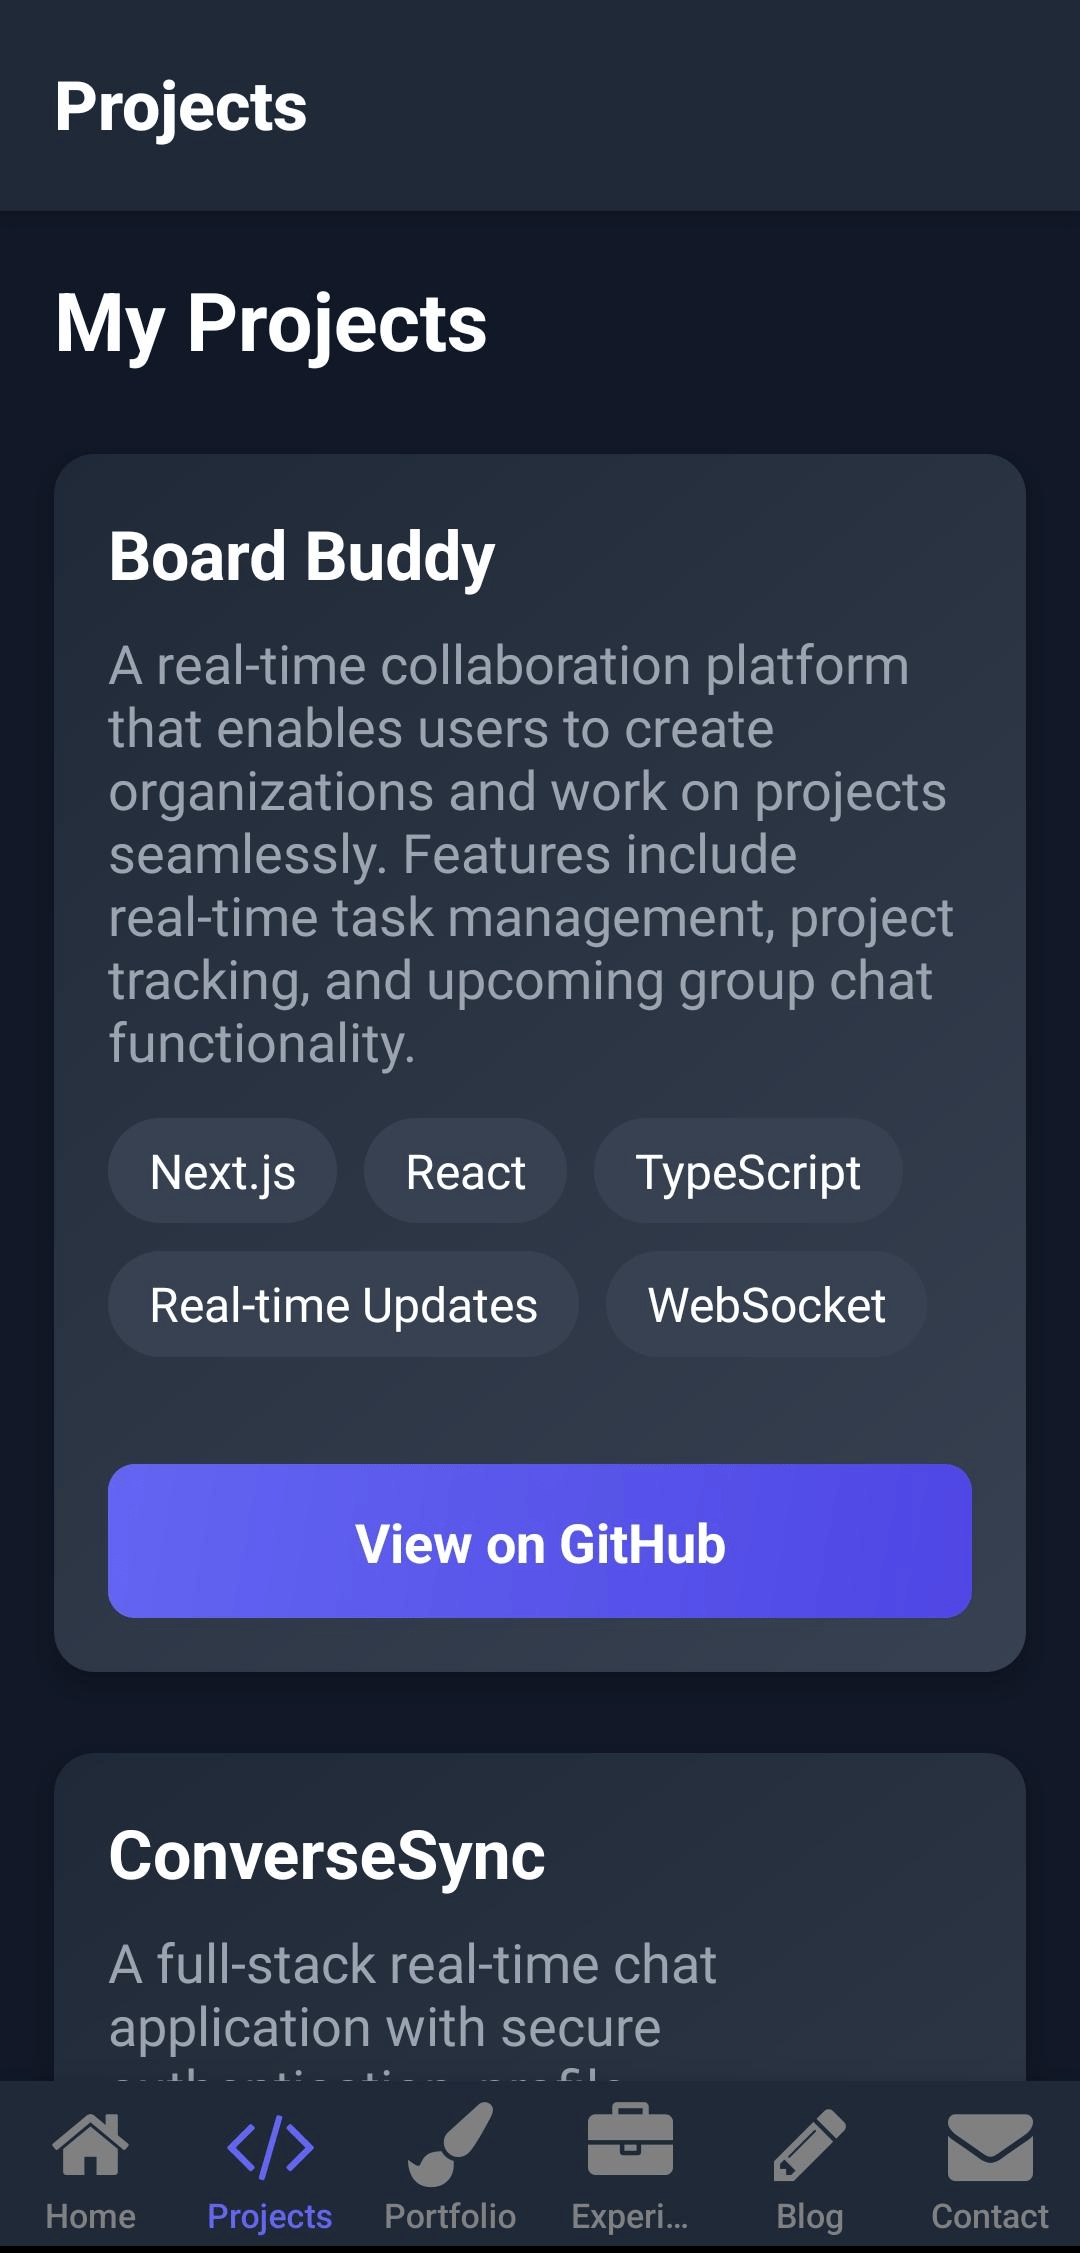 Projects
My Projects
Board Buddy
A real-time collaboration platform
that enables users to create
organizations and work on projects
seamlessly. Features include
real-time task management, project
tracking, and upcoming group chat
functionality.
Next.js
React
TypeScript
Real-time Updates
WebSocket
View on GitHub
ConverseSync
A full-stack real-time chat
application with secure
Home
Projects
Portfolio
Experi...
Blog
Contact